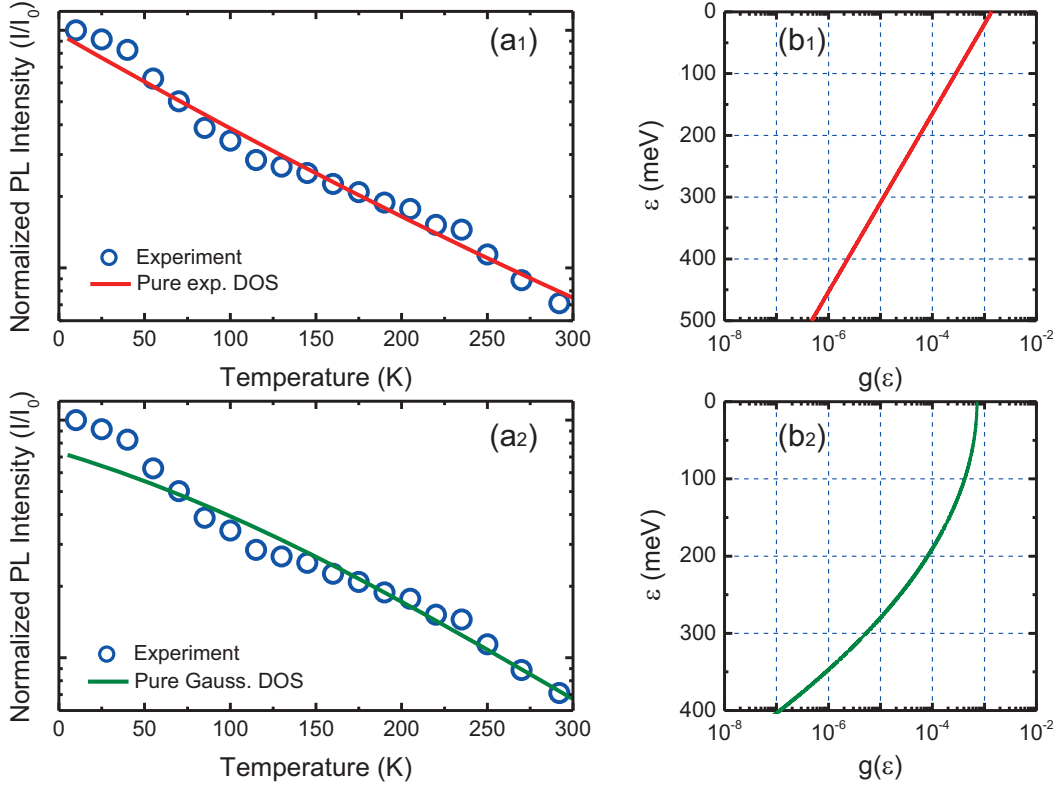 Normalized PL Intensity (I/I₀)
(a₁)
Experiment
Pure exp. DOS
0 50 100 150 200 250 300
Temperature (K)
(b₁)
ε (meV)
0
100
200
300
400
500
10⁻⁸ 10⁻⁶ 10⁻⁴ 10⁻²
g(ε)
Normalized PL Intensity (I/I₀)
(a₂)
Experiment
Pure Gauss. DOS
0 50 100 150 200 250 300
Temperature (K)
(b₂)
ε (meV)
0
100
200
300
400
10⁻⁸ 10⁻⁶ 10⁻⁴ 10⁻²
g(ε)